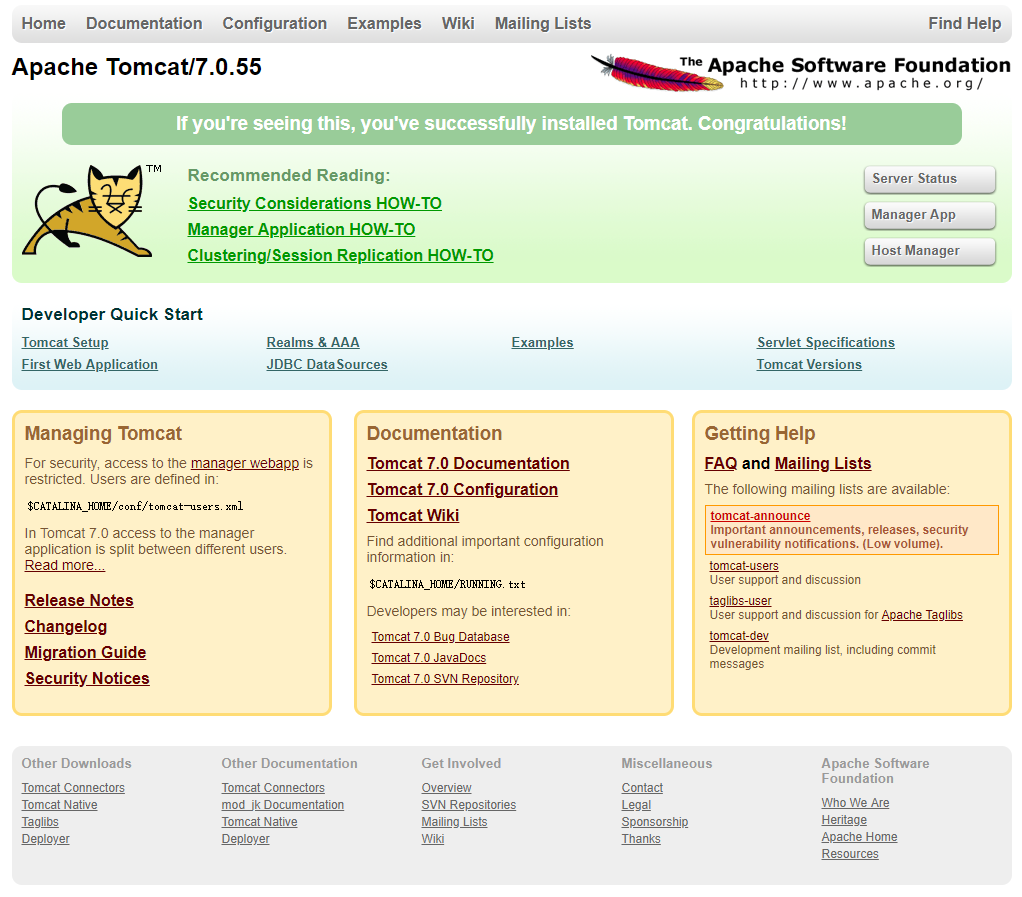 Home Documentation Configuration Examples Wiki Mailing Lists Find Help
Apache Tomcat/7.0.55
The Apache Software Foundation
http://www.apache.org/
If you're seeing this, you've successfully installed Tomcat. Congratulations!
TM
Recommended Reading:
Security Considerations HOW-TO
Manager Application HOW-TO
Clustering/Session Replication HOW-TO
Server Status
Manager App
Host Manager
Developer Quick Start
Tomcat Setup
First Web Application
Realms & AAA
JDBC DataSources
Examples
Servlet Specifications
Tomcat Versions
Managing Tomcat
For security, access to the manager webapp is
restricted. Users are defined in:
$CATALINA_HOME/conf/tomcat-users.xml
In Tomcat 7.0 access to the manager
application is split between different users.
Read more...
Release Notes
Changelog
Migration Guide
Security Notices
Documentation
Tomcat 7.0 Documentation
Tomcat 7.0 Configuration
Tomcat Wiki
Find additional important configuration
information in:
$CATALINA_HOME/RUNNING.txt
Developers may be interested in:
Tomcat 7.0 Bug Database
Tomcat 7.0 JavaDocs
Tomcat 7.0 SVN Repository
Getting Help
FAQ and Mailing Lists
The following mailing lists are available:
tomcat-announce
Important announcements, releases, security
vulnerability notifications. (Low volume).
tomcat-users
User support and discussion
taglibs-user
User support and discussion for Apache Taglibs
tomcat-dev
Development mailing list, including commit
messages
Other Downloads
Tomcat Connectors
Tomcat Native
Taglibs
Deployer
Other Documentation
Tomcat Connectors
mod_jk Documentation
Tomcat Native
Deployer
Get Involved
Overview
SVN Repositories
Mailing Lists
Wiki
Miscellaneous
Contact
Legal
Sponsorship
Thanks
Apache Software
Foundation
Who We Are
Heritage
Apache Home
Resources